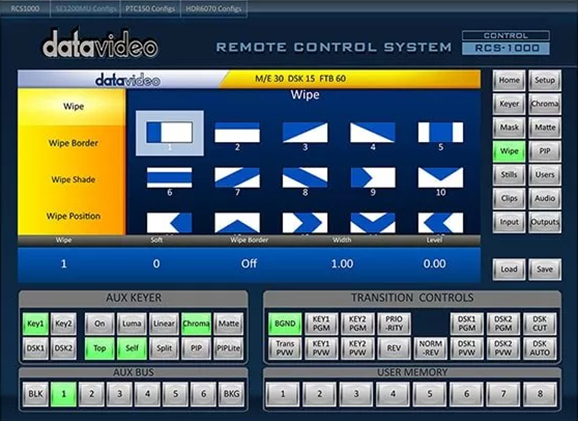 RCS1000 SE1200MU Configs PTC150 Configs HDR6070 Configs
datavideo
REMOTE CONTROL SYSTEM
CONTROL
RCS-1000
datavideo M/E 30 DSK 15 FTB 60
Wipe
Wipe
Wipe Border
Wipe Shade
Wipe Position
1 2 3 4 5
6 7 8 9 10
Wipe Soft Wipe Border Width Level
1 0 Off 1.00 0.00
Home Setup
Keyer Chroma
Mask Matte
Wipe PIP
Stills Users
Clips Audio
Input Outputs
Load Save
AUX KEYER
Key1 Key2 On Luma Linear Chroma Matte
DSK1 DSK2 Top Self Split PIP PIPLite
AUX BUS
BLK 1 2 3 4 5 6 BKG
TRANSITION CONTROLS
BGND KEY1 PGM KEY2 PGM PRIO -RITY DSK1 PGM DSK2 PGM DSK CUT
Trans PVW KEY1 PVW KEY2 PVW REV NORM -REV DSK1 PVW DSK2 PVW DSK AUTO
USER MEMORY
1 2 3 4 5 6 7 8